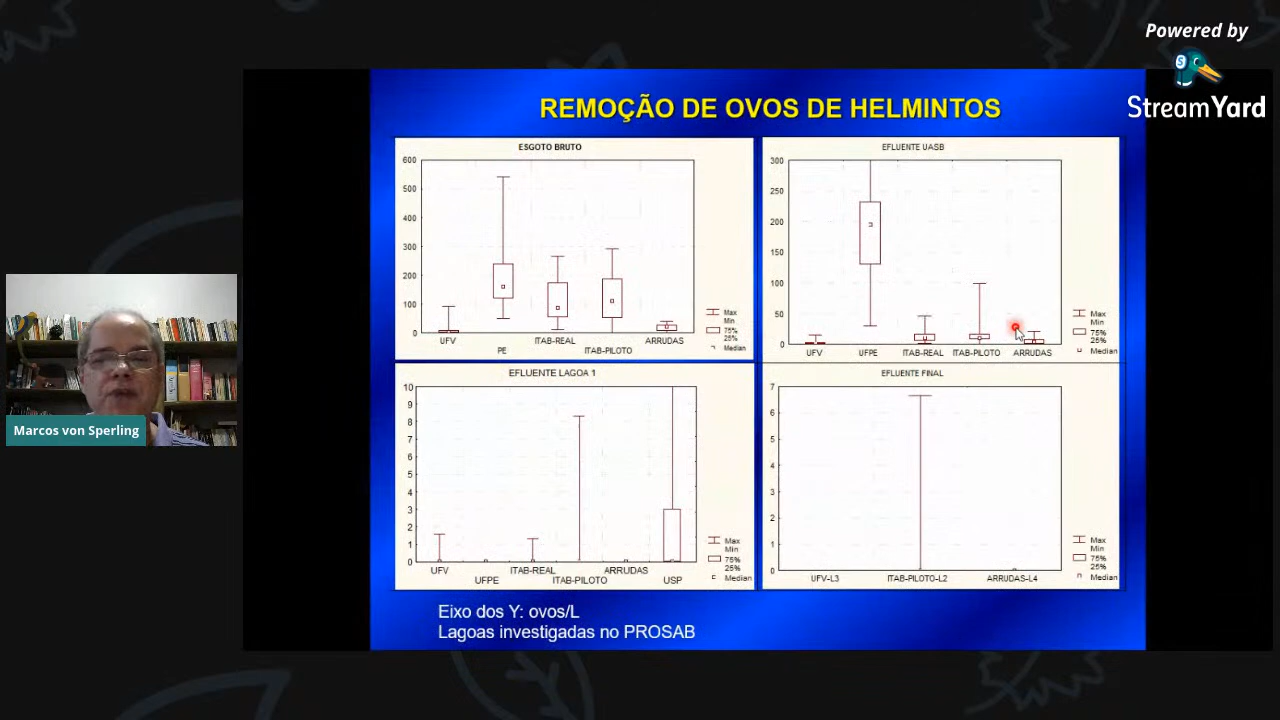 Powered by
StreamYard
REMOÇÃO DE OVOS DE HELMINTOS
ESGOTO BRUTO
600
500
400
300
200
100
0
UFV
PE
ITAB-REAL
ITAB-PILOTO
ARRUDAS
Max
Min
75%
25%
Median
EFLUENTE UASB
300
250
200
150
100
50
0
UFV
UFPE
ITAB-REAL
ITAB-PILOTO
ARRUDAS
Max
Min
75%
25%
Median
EFLUENTE LAGOA 1
10
9
8
7
6
5
4
3
2
1
0
UFV
UFPE
ITAB-REAL
ITAB-PILOTO
ARRUDAS
USP
Max
Min
75%
25%
Median
EFLUENTE FINAL
7
6
5
4
3
2
1
0
UFV-L3
ITAB-PILOTO-L2
ARRUDAS-L4
Max
Min
75%
25%
Median
Eixo dos Y: ovos/L
Lagoas investigadas no PROSAB
Marcos von Sperling